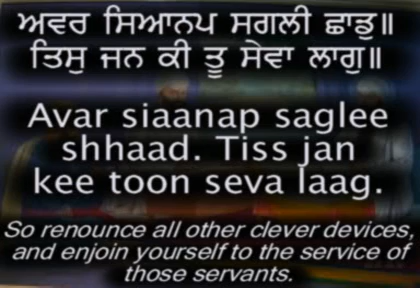 ਅਵਰ ਸਿਆਨਪ ਸਗਲੀ ਛਾਡੁ॥
ਤਿਸੁ ਜਨ ਕੀ ਤੂ ਸੇਵਾ ਲਾਗੁ॥
Avar siaanap saglee
shhaad. Tiss jan
kee toon seva laag.
So renounce all other clever devices,
and enjoin yourself to the service of
those servants.